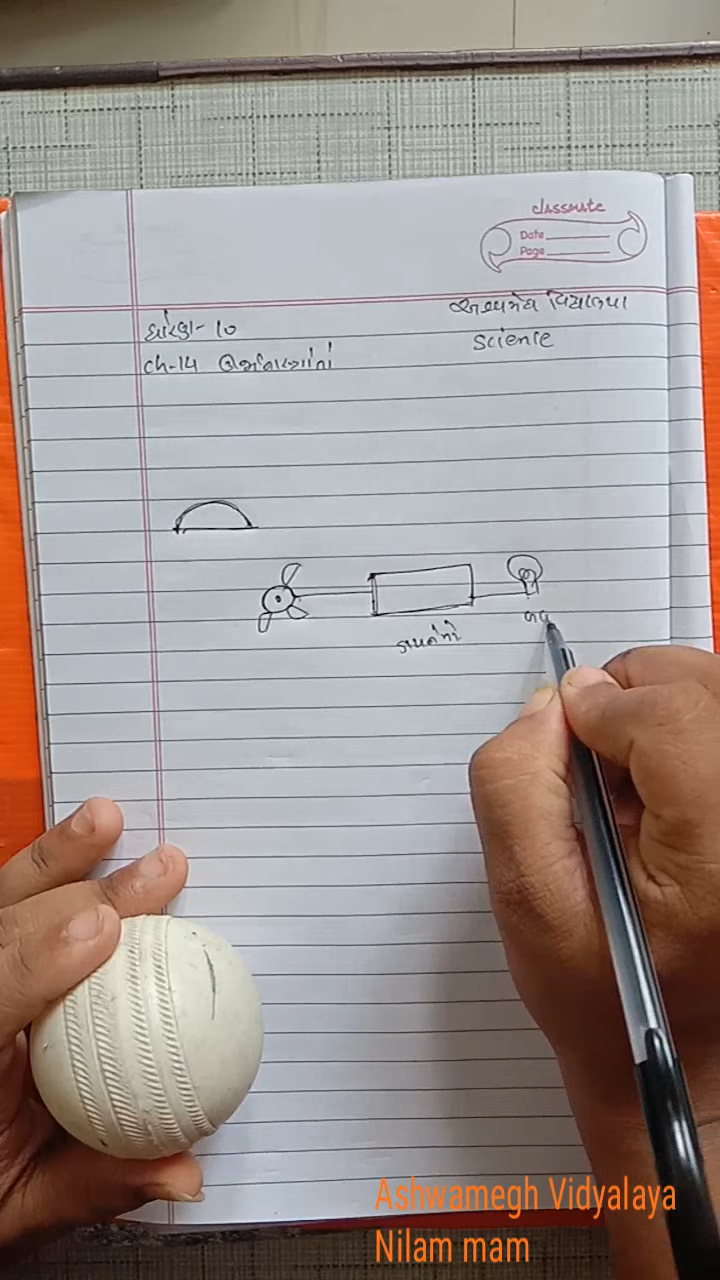 classmate
Date
Page
અશ્વમેઘ વિદ્યાલય
ધોરણ- 10
Science
ch-14 ઊર્જાના સ્ત્રોતો
Ashwamegh Vidyalaya
Nilam mam